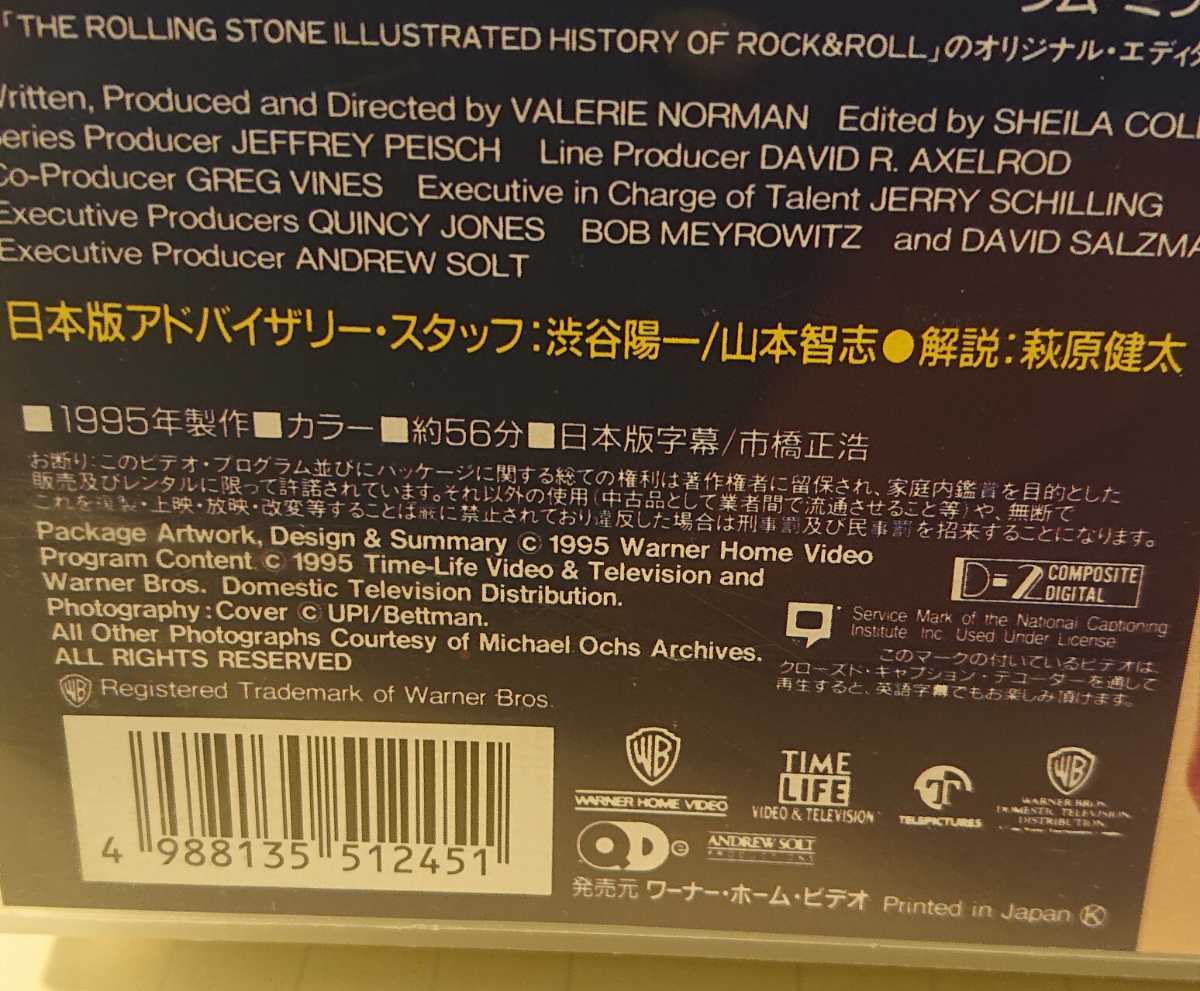 「THE ROLLING STONE ILLUSTRATED HISTORY OF ROCK&ROLL」のオリジナル・エディタ
Written, Produced and Directed by VALERIE NORMAN Edited by SHEILA COLL
Series Producer JEFFREY PEISCH Line Producer DAVID R. AXELROD
Co-Producer GREG VINES Executive in Charge of Talent JERRY SCHILLING
Executive Producers QUINCY JONES BOB MEYROWITZ and DAVID SALZMA
Executive Producer ANDREW SOLT
日本版アドバイザリー・スタッフ:渋谷陽一/山本智志●解説:萩原健太
■1995年製作■カラー■約56分■日本版字幕/市橋正浩
お断り:このビデオ・プログラム並びにパッケージに関する総ての権利は著作権者に留保され、家庭内鑑賞を目的とした
販売及びレンタルに限って許諾されています。それ以外の使用(中古品として業者間で流通させること等)や、無断で
これを複製・上映・放映・改変等することは厳に禁止されており違反した場合は刑事罰及び民事罰を招来することになります。
Package Artwork, Design & Summary © 1995 Warner Home Video
Program Content © 1995 Time-Life Video & Television and
Warner Bros. Domestic Television Distribution.
Photography:Cover © UPI/Bettman.
All Other Photographs Courtesy of Michael Ochs Archives.
ALL RIGHTS RESERVED
WB Registered Trademark of Warner Bros.
D-2 COMPOSITE
DIGITAL
Service Mark of the National Captioning
Institute Inc. Used Under License
このマークの付いているビデオは
クローズト・キャプション・デコーダーを通して
再生すると、英語字幕でもお楽しみ頂けます。
4 988135 512451
WB
WARNER HOME VIDEO
TIME
LIFE
VIDEO & TELEVISION
TELEPICTURES
WB
WARNER BROS.
DOMESTIC TELEVISION
DISTRIBUTION
QDe
ANDREW SOLT
PRODUCTIONS
発売元 ワーナー・ホーム・ビデオ Printed in Japan Ⓚ